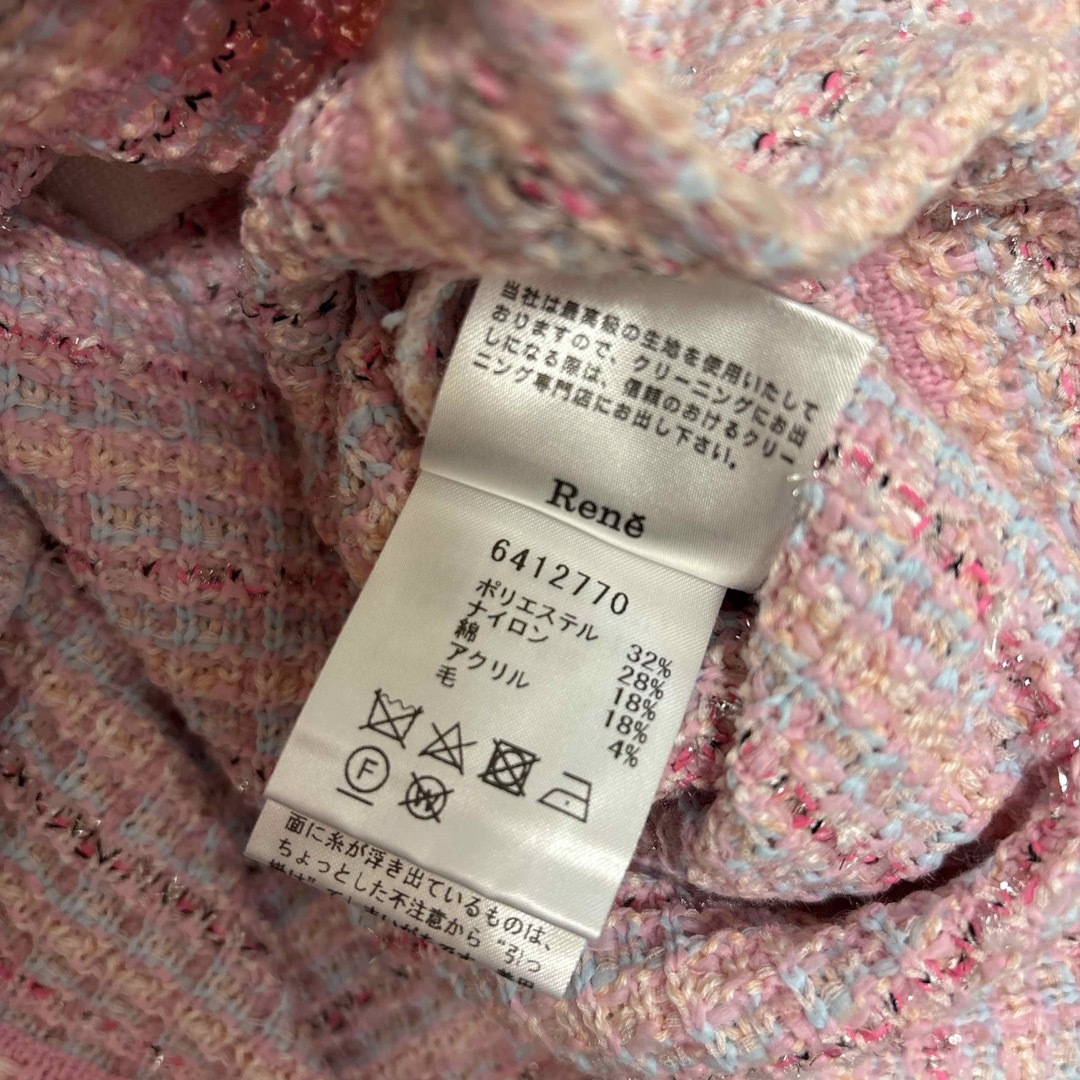 当社は最高級の生地を使用いたして
おりますので、クリーニングにお出
しになる際は、信頼のおけるクリー
ニング専門店にお出し下さい。
René
6412770
ポリエステル 32%
ナイロン 28%
綿 18%
アクリル 18%
毛 4%
F W
面に糸が浮き出ているものは、
ちょっとした不注意から“引っ